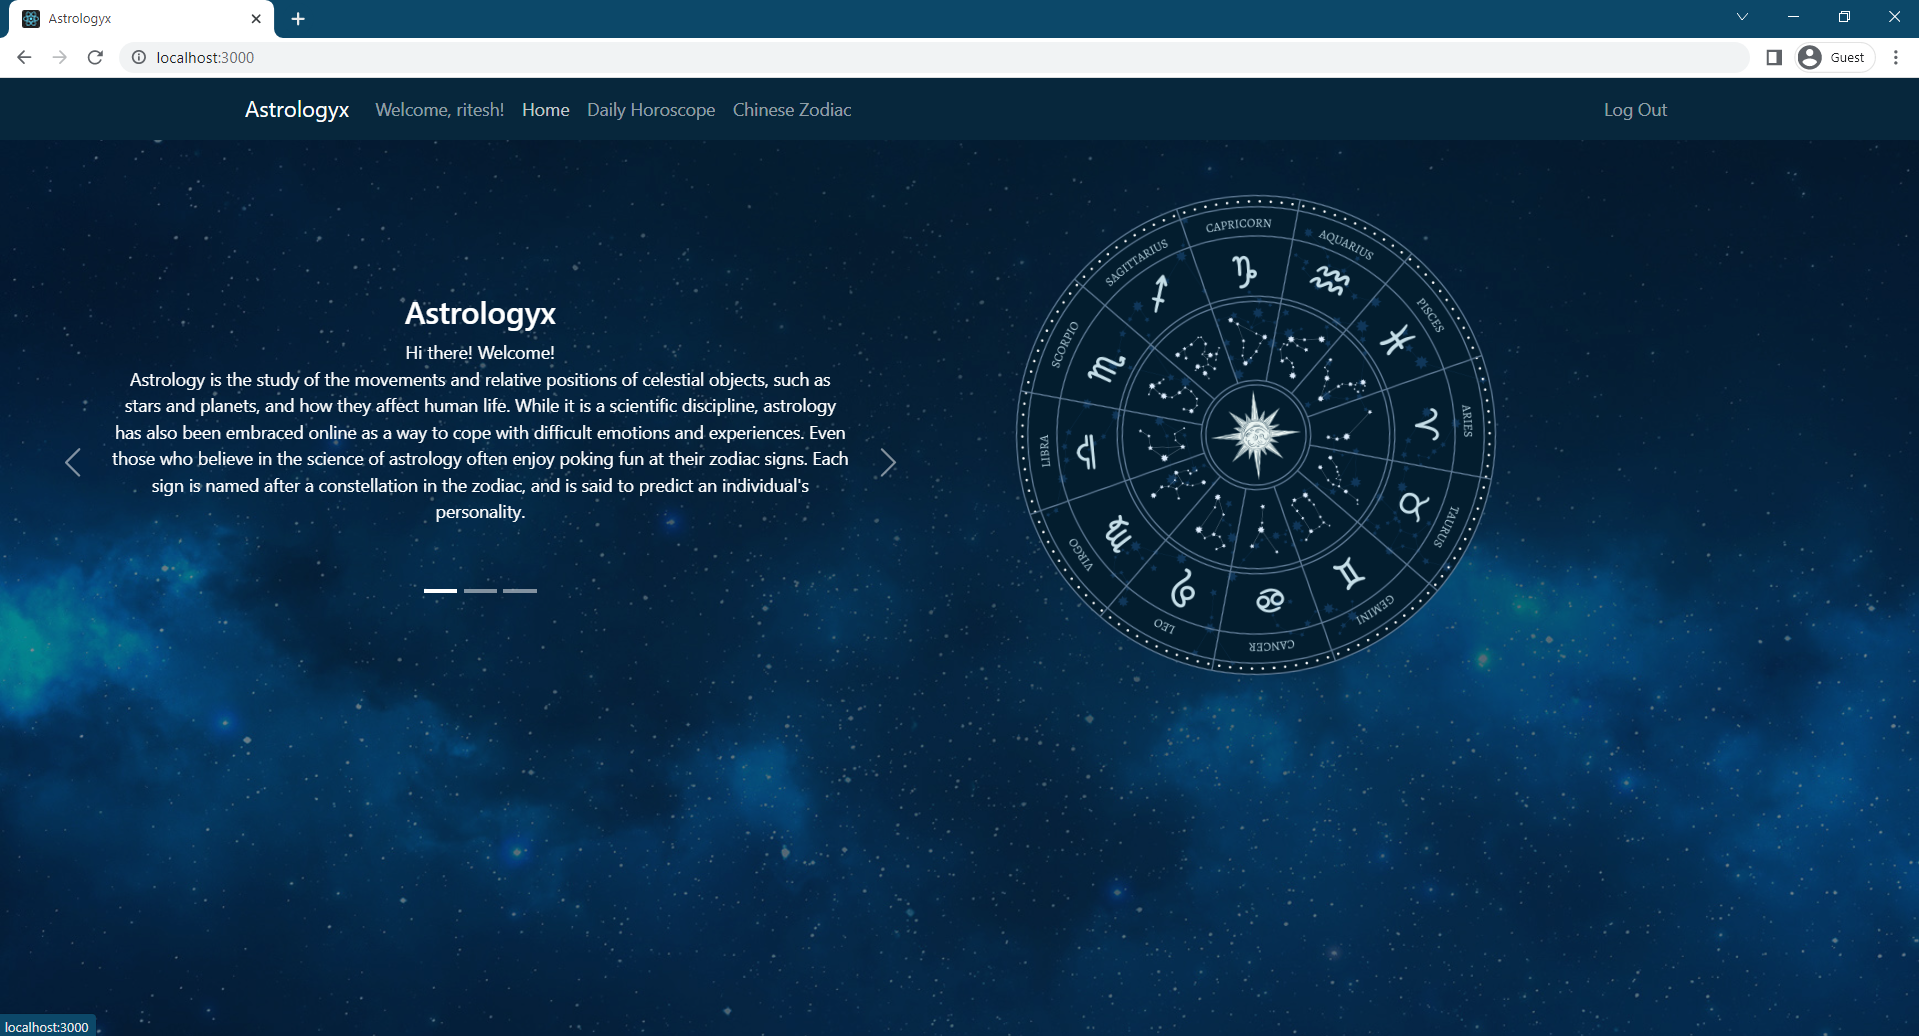 Astrologyx
localhost:3000
Guest
Astrologyx Welcome, ritesh! Home Daily Horoscope Chinese Zodiac Log Out
Astrologyx
Hi there! Welcome!
Astrology is the study of the movements and relative positions of celestial objects, such as
stars and planets, and how they affect human life. While it is a scientific discipline, astrology
has also been embraced online as a way to cope with difficult emotions and experiences. Even
those who believe in the science of astrology often enjoy poking fun at their zodiac signs. Each
sign is named after a constellation in the zodiac, and is said to predict an individual's
personality.
CAPRICORN
AQUARIUS
PISCES
ARIES
TAURUS
GEMINI
CANCER
LEO
VIRGO
LIBRA
SCORPIO
SAGITTARIUS
localhost:3000